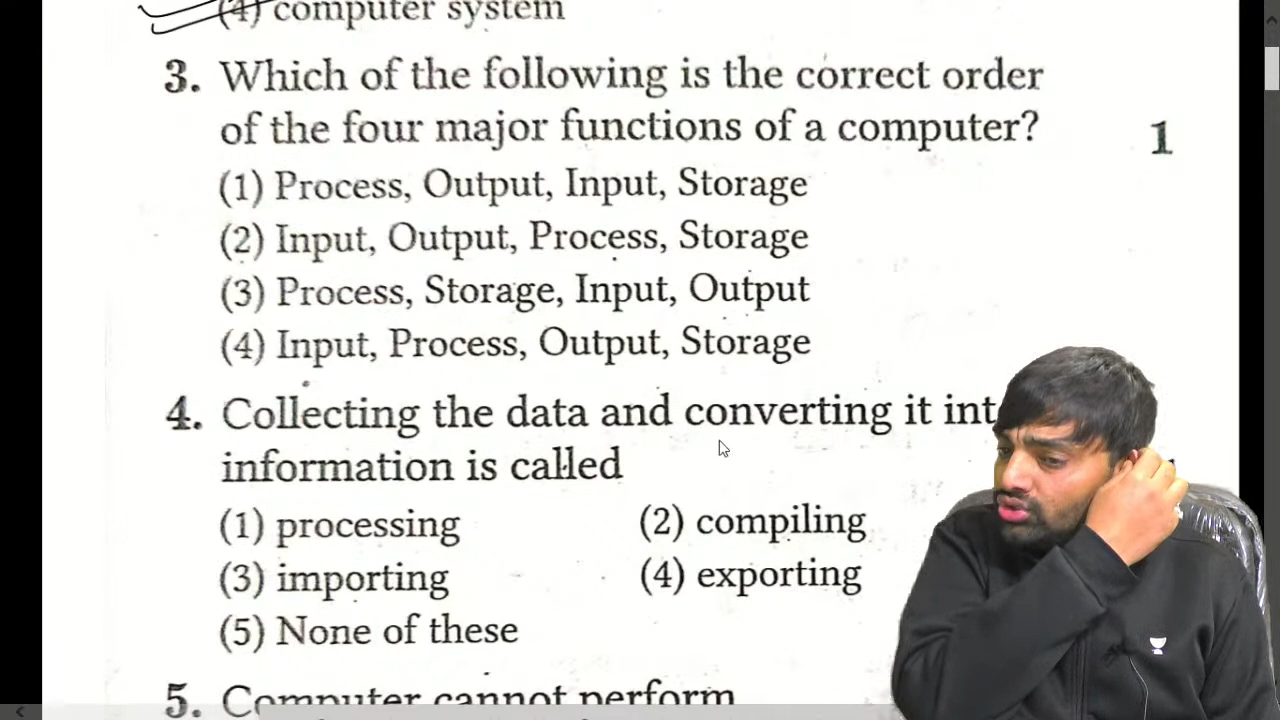 (4) computer system
3. Which of the following is the correct order
of the four major functions of a computer?
1
(1) Process, Output, Input, Storage
(2) Input, Output, Process, Storage
(3) Process, Storage, Input, Output
(4) Input, Process, Output, Storage
4. Collecting the data and converting it
information is called
(1) processing (2) compiling
(3) importing (4) exporting
(5) None of these
5. Computer cannot perform